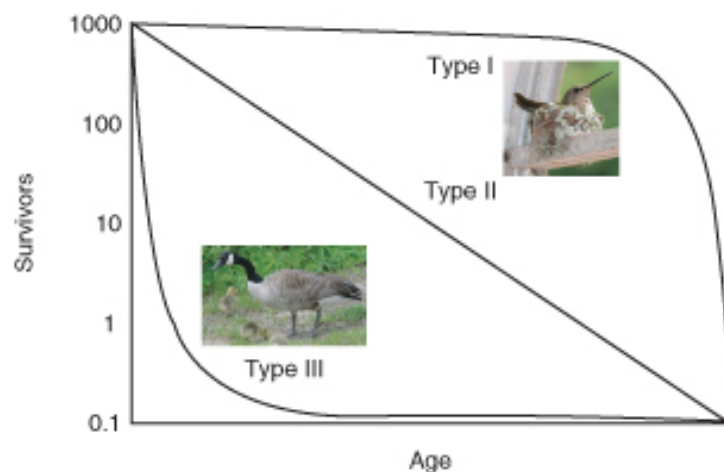 1000
Type I
100
Type II
10
Survivors
1
Type III
0.1
Age